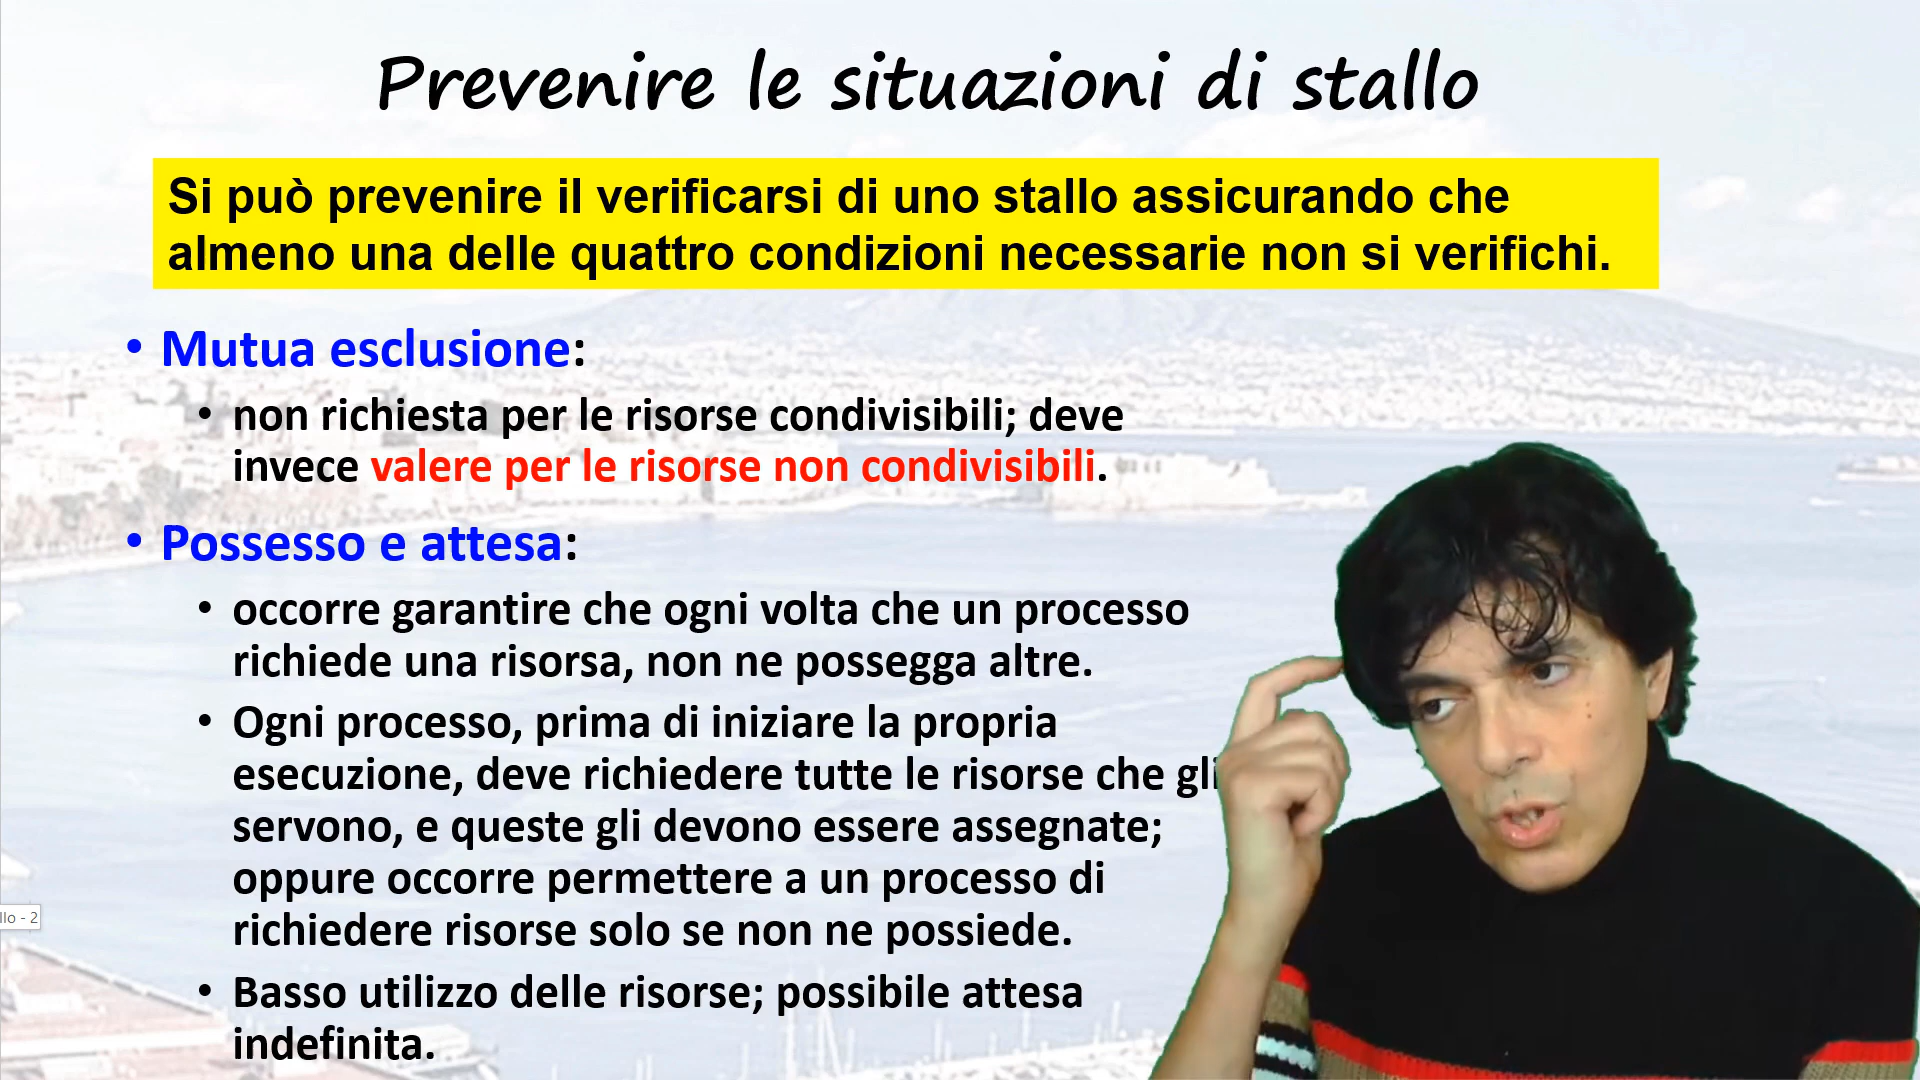 Prevenire le situazioni di stallo
Si può prevenire il verificarsi di uno stallo assicurando che
almeno una delle quattro condizioni necessarie non si verifichi.
• Mutua esclusione:
• non richiesta per le risorse condivisibili; deve
invece valere per le risorse non condivisibili.
• Possesso e attesa:
• occorre garantire che ogni volta che un processo
richiede una risorsa, non ne possegga altre.
• Ogni processo, prima di iniziare la propria
esecuzione, deve richiedere tutte le risorse che gli
servono, e queste gli devono essere assegnate;
oppure occorre permettere a un processo di
richiedere risorse solo se non ne possiede.
llo - 2
• Basso utilizzo delle risorse; possibile attesa
indefinita.